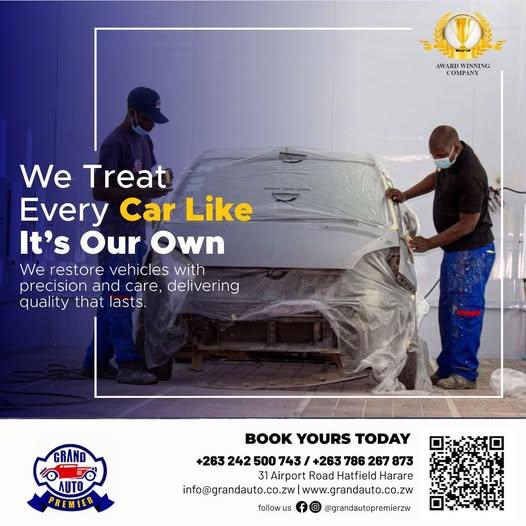 AWARD WINNING
COMPANY
We Treat
Every Car Like
It's Our Own
We restore vehicles with
precision and care, delivering
quality that lasts.
GRAND
AUTO
PREMIER
BOOK YOURS TODAY
+263 242 500 743 / +263 786 267 873
31 Airport Road Hatfield Harare
info@grandauto.co.zw | www.grandauto.co.zw
follow us @grandautopremierzw